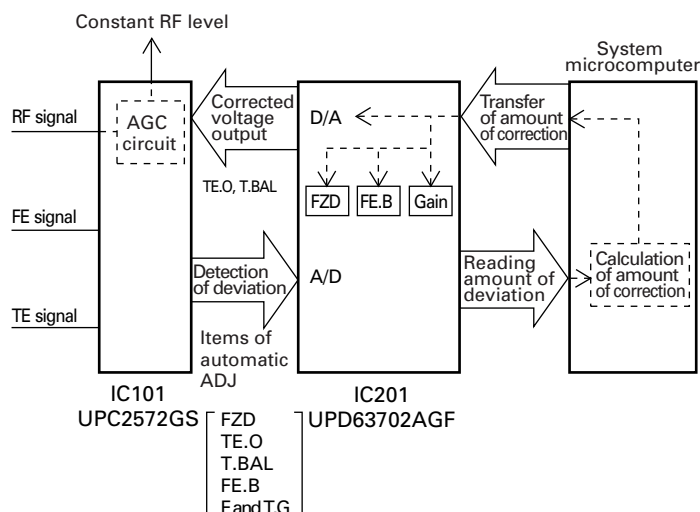 Constant RF level
System
microcomputer
RF signal
AGC
circuit
Corrected
voltage
output
D/A
Transfer
of amount
of correction
TE.O, T.BAL
FZD
FE.B
Gain
FE signal
Detection
of deviation
A/D
Reading
amount of
deviation
Calculation
of amount
of correction
TE signal
Items of
automatic
ADJ
IC101
UPC2572GS
IC201
UPD63702AGF
FZD
TE.O
T.BAL
FE.B
F and T.G